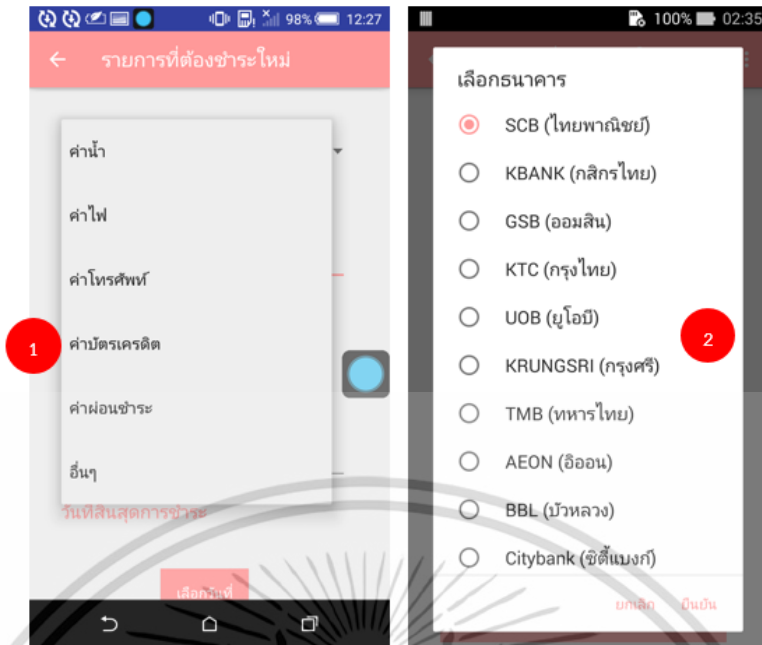 98% 12:27
รายการที่ต้องชำระใหม่
ค่าน้ำ
ค่าไฟ
ค่าโทรศัพท์
1
ค่าบัตรเครดิต
ค่าผ่อนชำระ
อื่นๆ
วันที่สิ้นสุดการชำระ
เลือกวันที่
100% 02:35
เลือกธนาคาร
SCB (ไทยพาณิชย์)
KBANK (กสิกรไทย)
GSB (ออมสิน)
KTC (กรุงไทย)
UOB (ยูโอบี)
2
KRUNGSRI (กรุงศรี)
TMB (ทหารไทย)
AEON (อิออน)
BBL (บัวหลวง)
Citybank (ซิตี้แบงก์)
ยกเลิก ยืนยัน